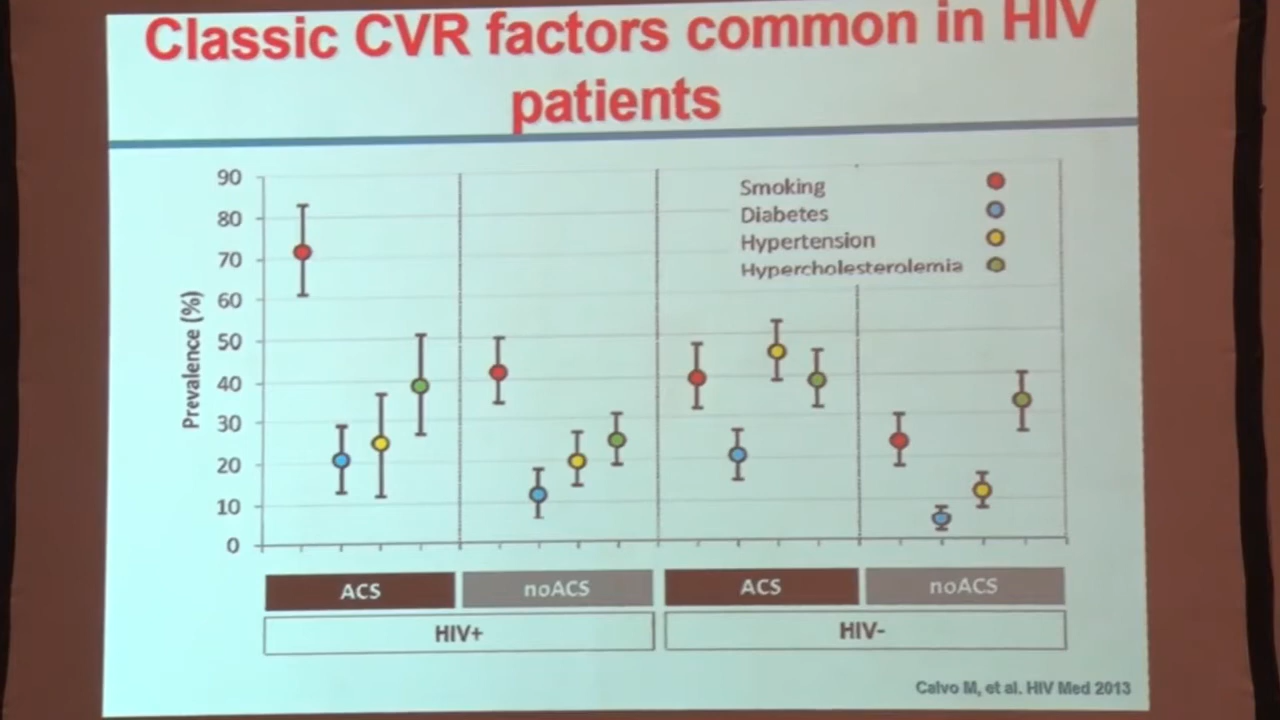 Classic CVR factors common in HIV
patients
Prevalence (%)
90
80
70
60
50
40
30
20
10
0
Smoking
Diabetes
Hypertension
Hypercholesterolemia
ACS
noACS
ACS
noACS
HIV+
HIV-
Calvo M, et al. HIV Med 2013